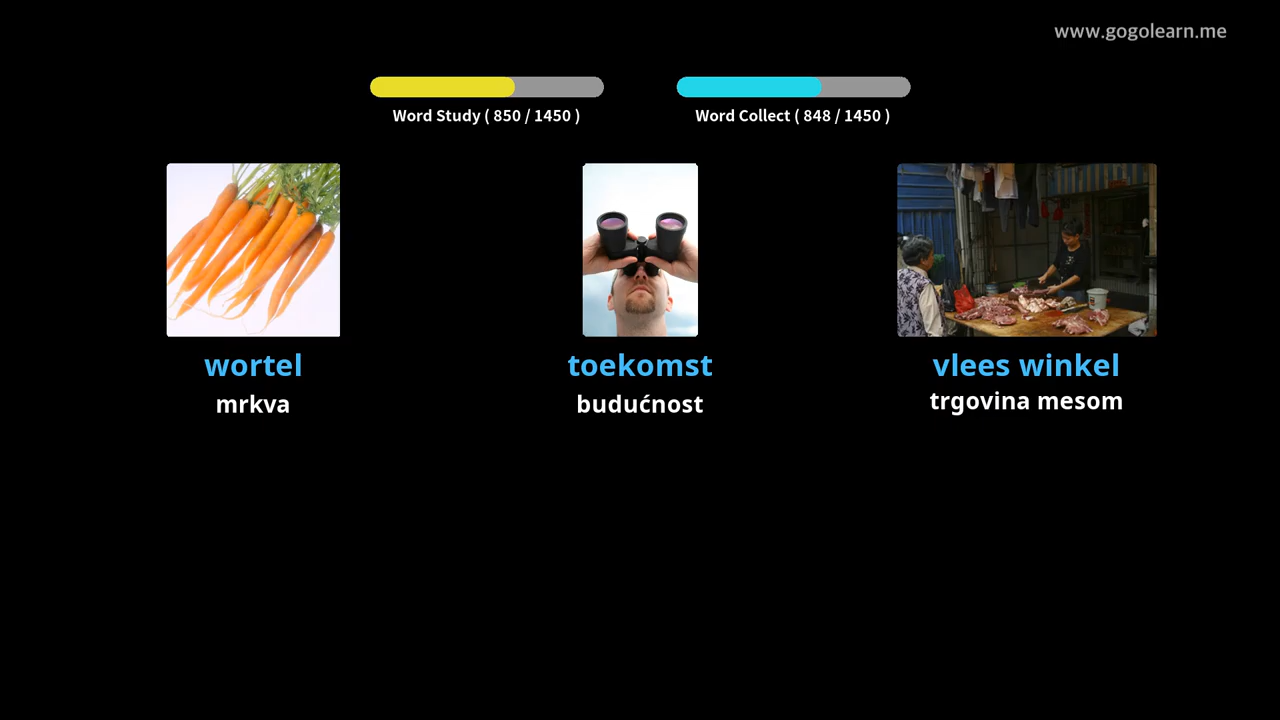 www.gogolearn.me
Word Study ( 850 / 1450 )
Word Collect ( 848 / 1450 )
wortel
mrkva
toekomst
budućnost
vlees winkel
trgovina mesom